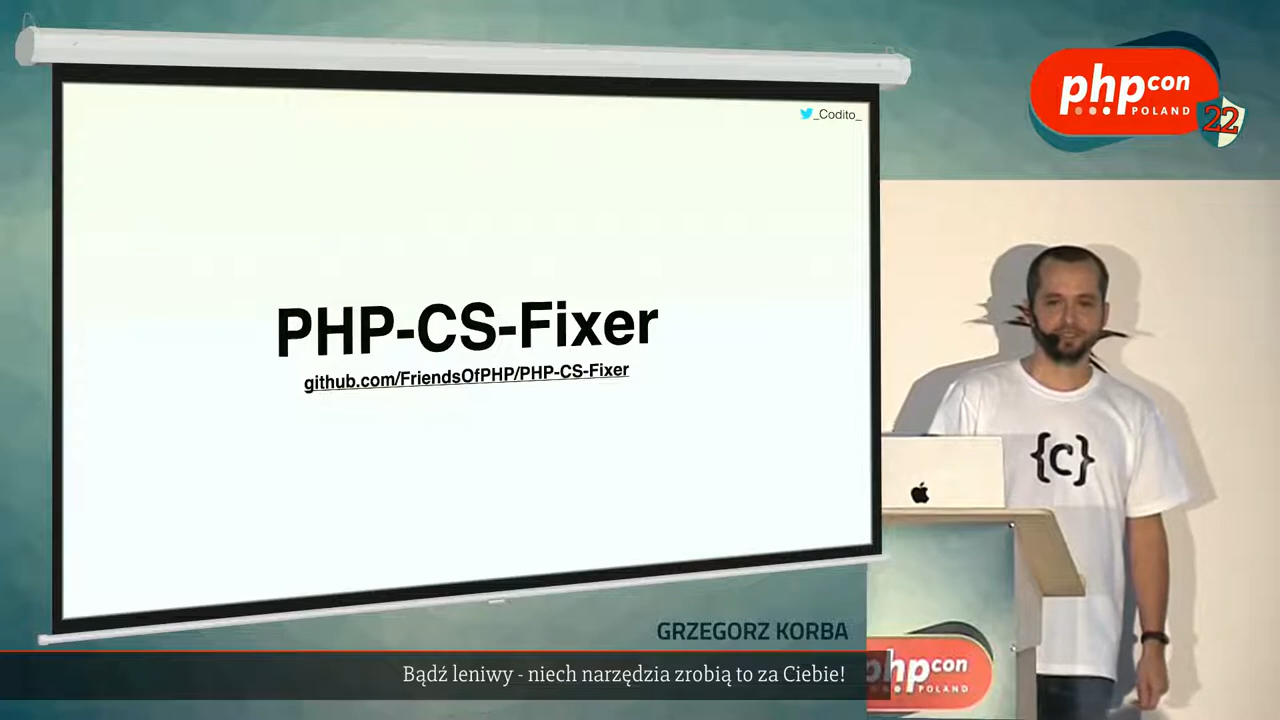 _Codito_
PHP-CS-Fixer
github.com/FriendsOfPHP/PHP-CS-Fixer
php con
POLAND
22
{C}
GRZEGORZ KORBA
Bądź leniwy - niech narzędzia zrobią to za Ciebie!
php con
POLAND